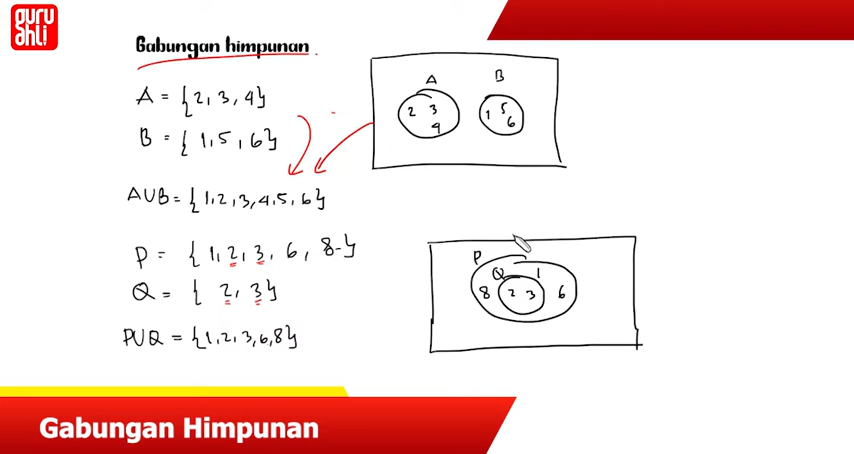 guru
ahli
Gabungan himpunan
A = {2, 3, 4}
B = {1, 5, 6}
A∪B = {1, 2, 3, 4, 5, 6}
P = {1, 2, 3, 6, 8}
Q = {2, 3}
P∪Q = {1, 2, 3, 6, 8}
A B
2 3 4 1 5 6
P
Q 1
8 2 3 6
Gabungan Himpunan